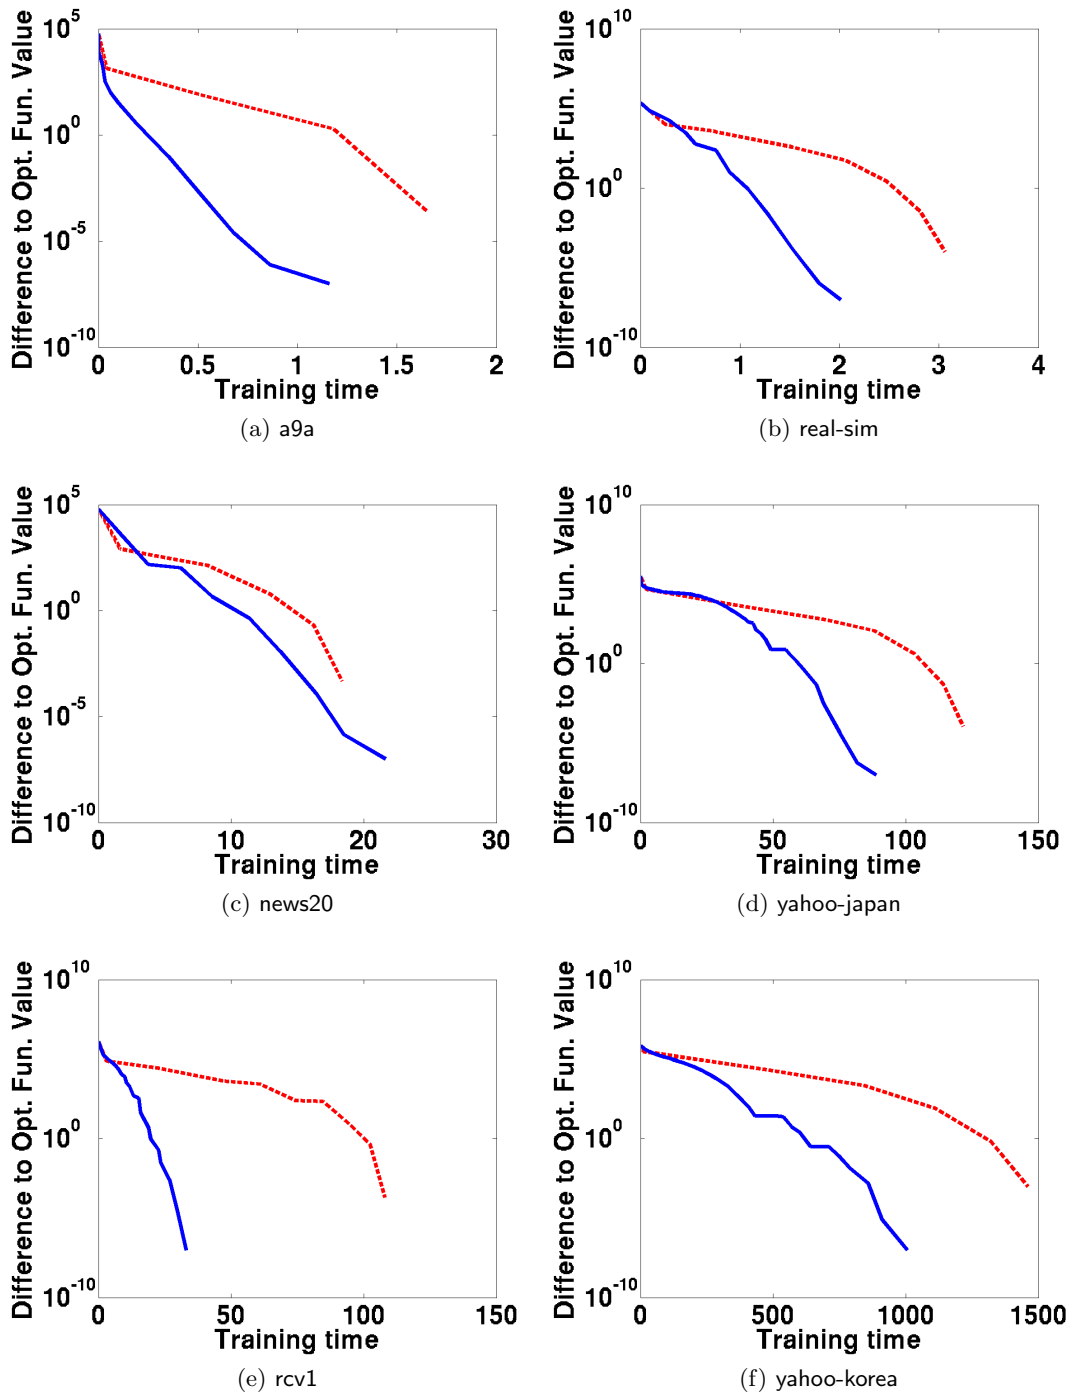 Difference to Opt. Fun. Value
10^5
10^0
10^-5
10^-10
0 0.5 1 1.5 2
Training time
(a) a9a
Difference to Opt. Fun. Value
10^10
10^0
10^-10
0 1 2 3 4
Training time
(b) real-sim
Difference to Opt. Fun. Value
10^5
10^0
10^-5
10^-10
0 10 20 30
Training time
(c) news20
Difference to Opt. Fun. Value
10^10
10^0
10^-10
0 50 100 150
Training time
(d) yahoo-japan
Difference to Opt. Fun. Value
10^10
10^0
10^-10
0 50 100 150
Training time
(e) rcv1
Difference to Opt. Fun. Value
10^10
10^0
10^-10
0 500 1000 1500
Training time
(f) yahoo-korea